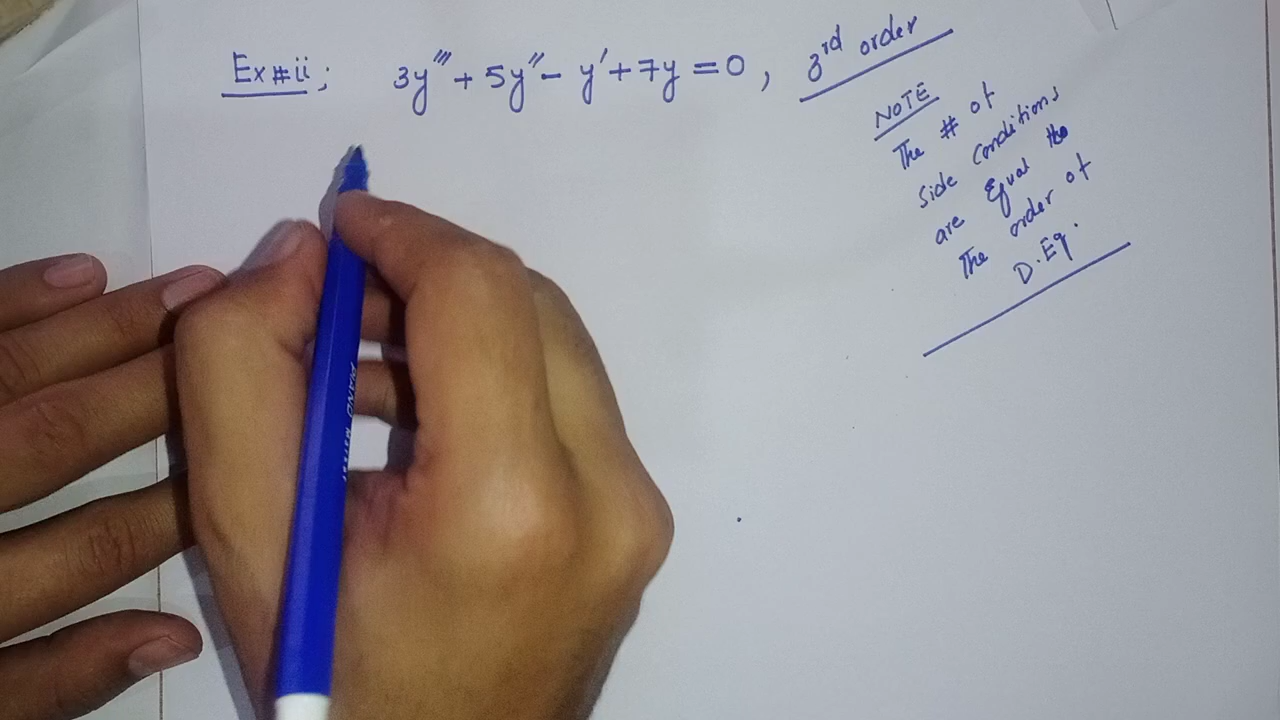 Ex#ii; 3y''' + 5y'' - y' + 7y = 0, 3rd order
NOTE
The # of
side conditions
are equal the
The order of
D.Eq.